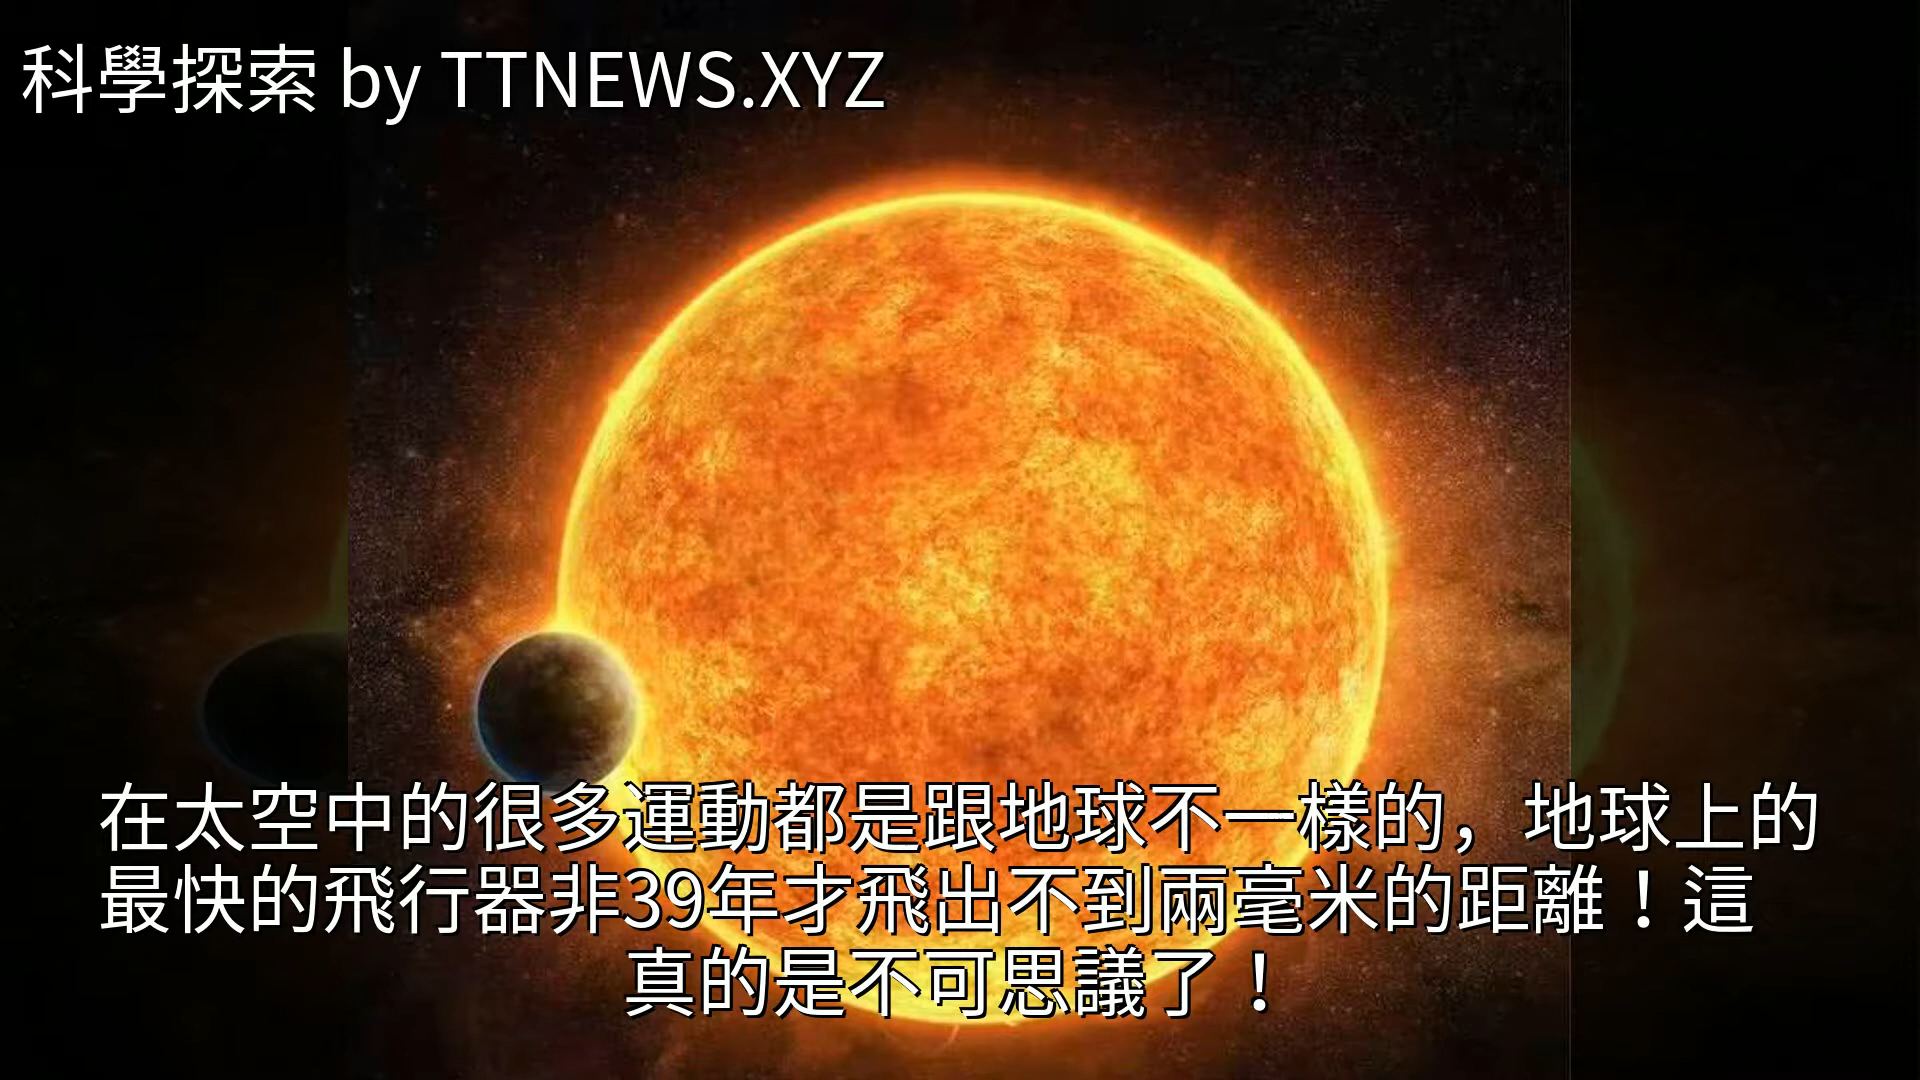 科學探索 by TTNEWS.XYZ
在太空中的很多運動都是跟地球不一樣的，地球上的
最快的飛行器非39年才飛出不到兩毫米的距離！這
真的是不可思議了！